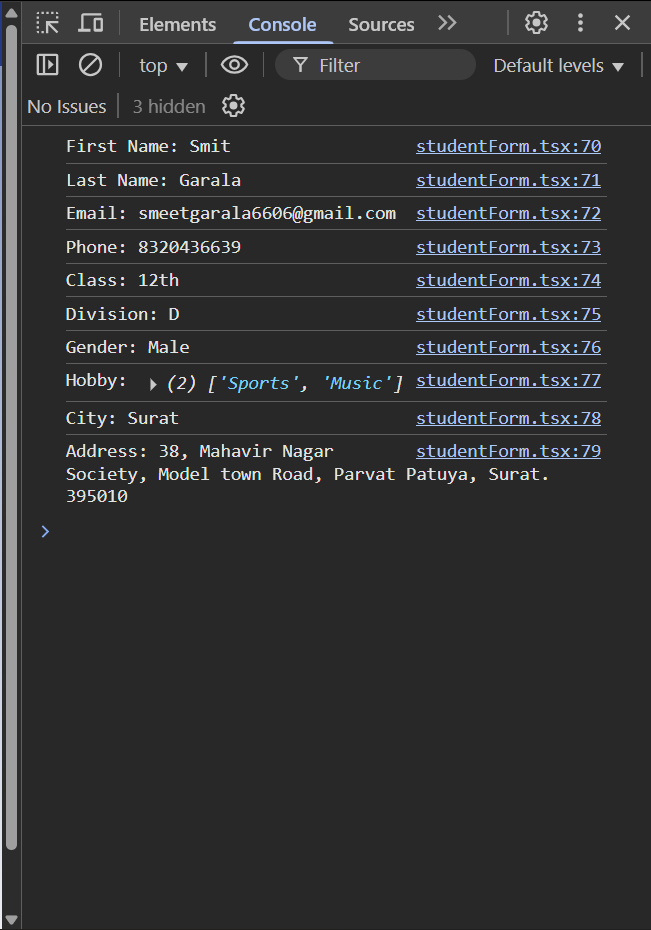 Elements Console Sources
top Filter Default levels
No Issues 3 hidden
First Name: Smit studentForm.tsx:70
Last Name: Garala studentForm.tsx:71
Email: smeetgarala6606@gmail.com studentForm.tsx:72
Phone: 8320436639 studentForm.tsx:73
Class: 12th studentForm.tsx:74
Division: D studentForm.tsx:75
Gender: Male studentForm.tsx:76
Hobby: (2) ['Sports', 'Music'] studentForm.tsx:77
City: Surat studentForm.tsx:78
Address: 38, Mahavir Nagar studentForm.tsx:79
Society, Model town Road, Parvat Patuya, Surat.
395010